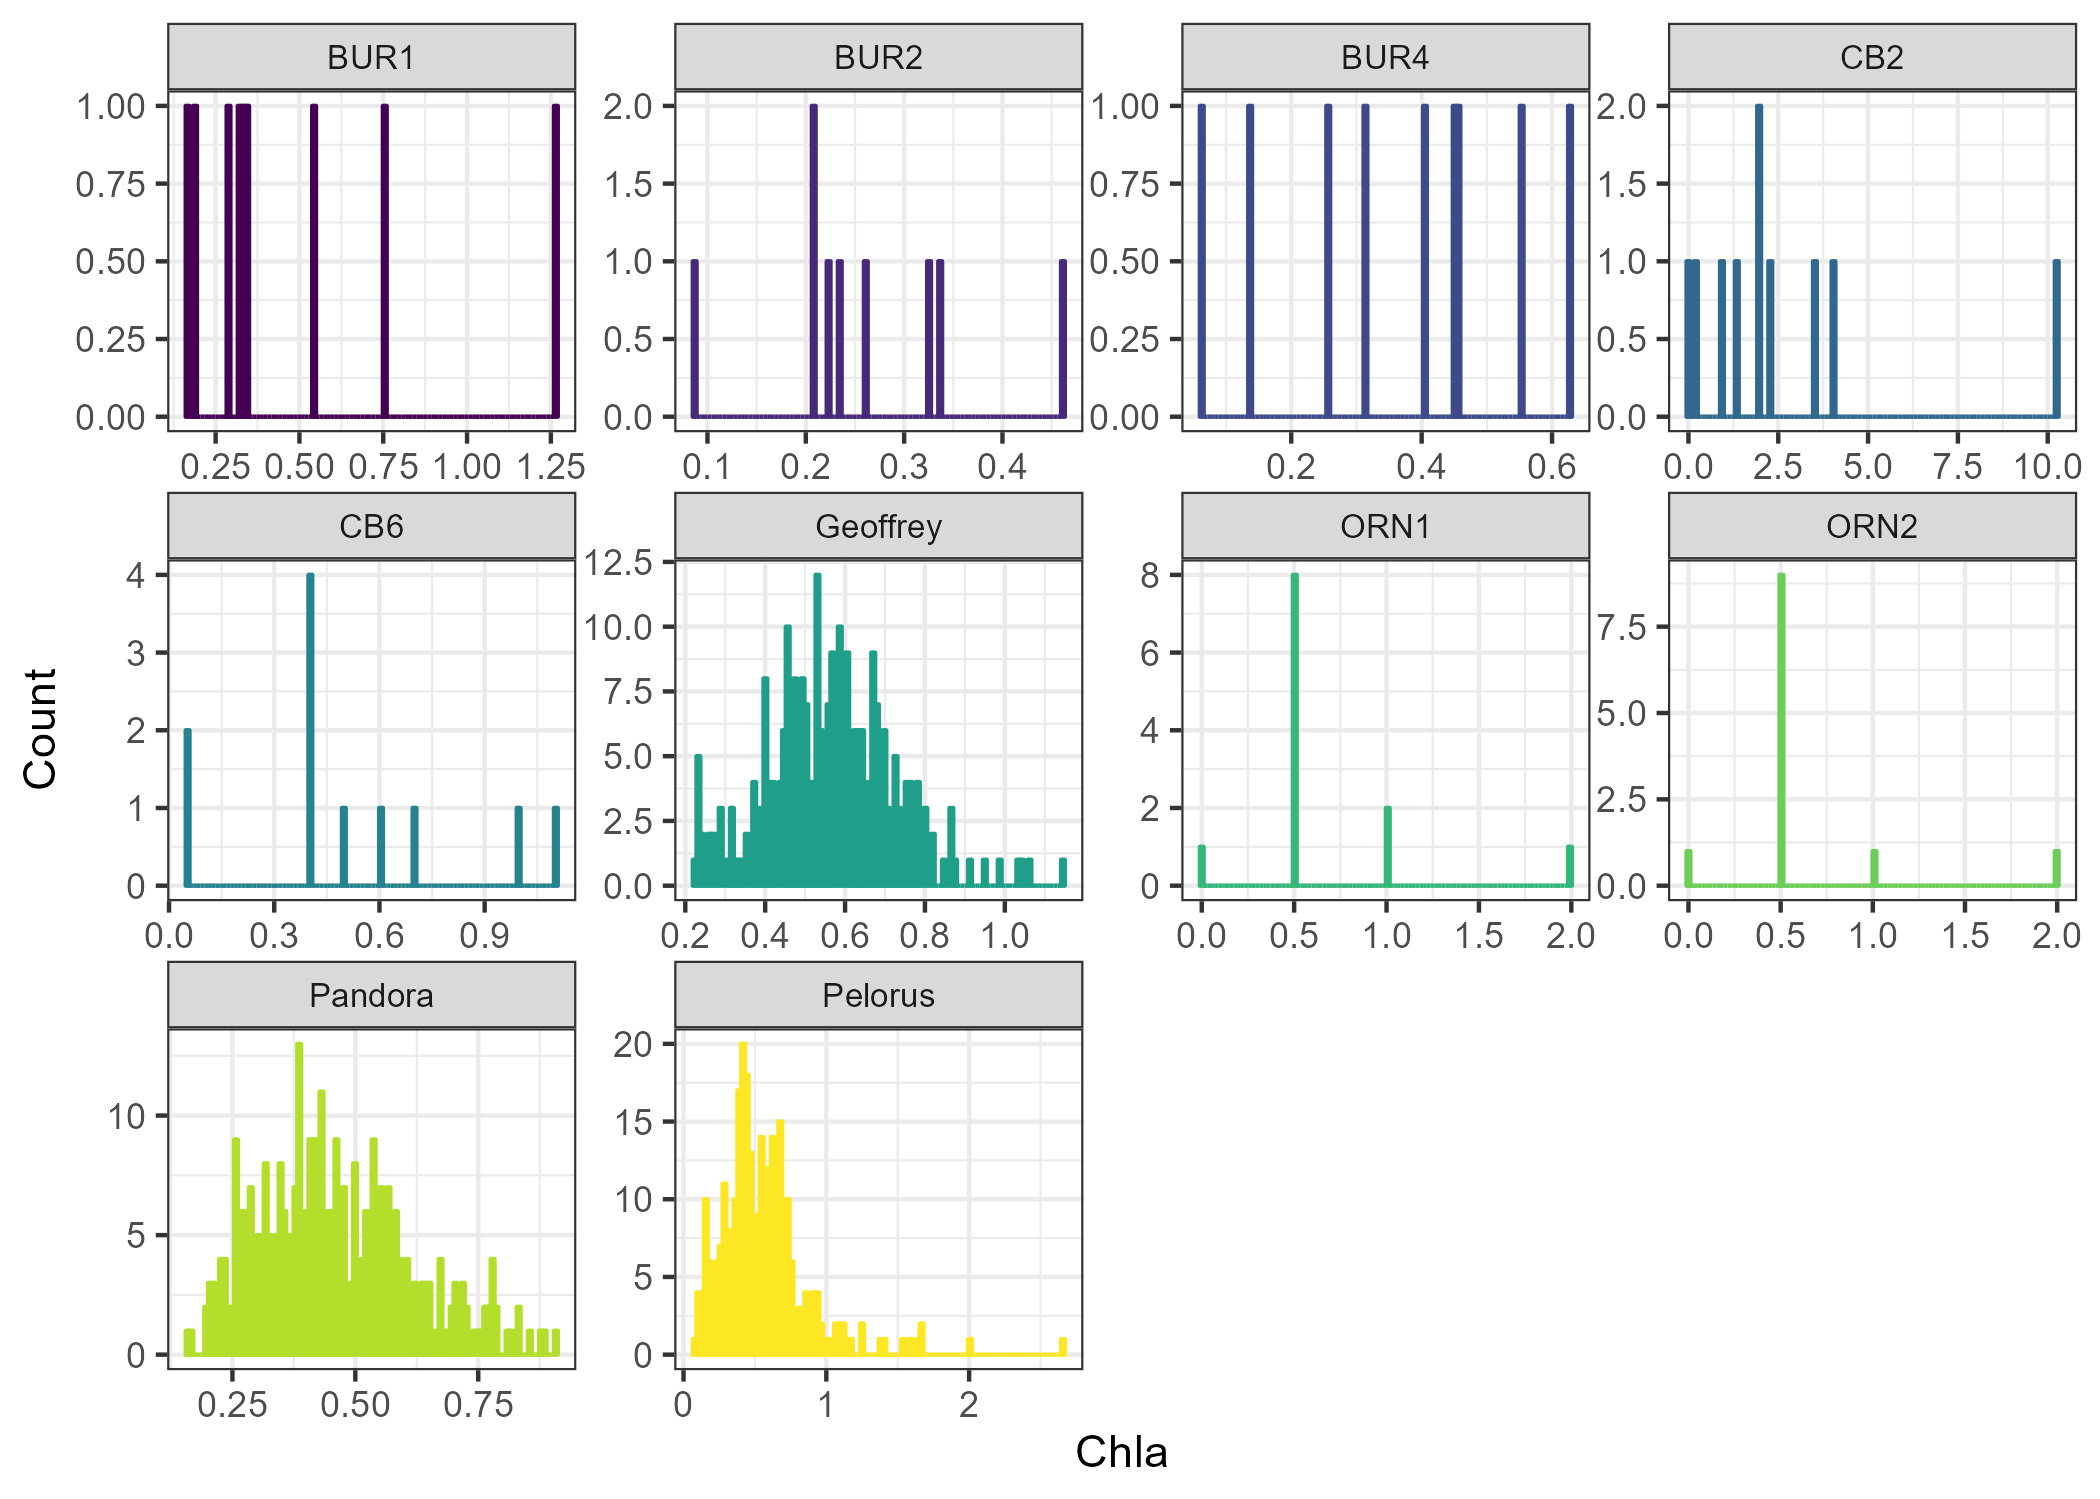 BUR1 BUR2 BUR4 CB2
1.00 2.0 1.00 2.0
0.75 1.5 0.75 1.5
0.50 1.0 0.50 1.0
0.25 0.5 0.25 0.5
0.00 0.0 0.00 0.0
0.25 0.50 0.75 1.00 1.25 0.1 0.2 0.3 0.4 0.2 0.4 0.6 0.0 2.5 5.0 7.5 10.0
CB6 Geoffrey ORN1 ORN2
4 12.5 8
3 10.0 6 7.5
2 7.5 4 5.0
1 5.0 2 2.5
0 2.5 0 0.0
0.0
0.0 0.3 0.6 0.9 0.2 0.4 0.6 0.8 1.0 0.0 0.5 1.0 1.5 2.0 0.0 0.5 1.0 1.5 2.0
Count
Pandora Pelorus
20
10 15
5 10
0 5
0
0.25 0.50 0.75 0 1 2
Chla